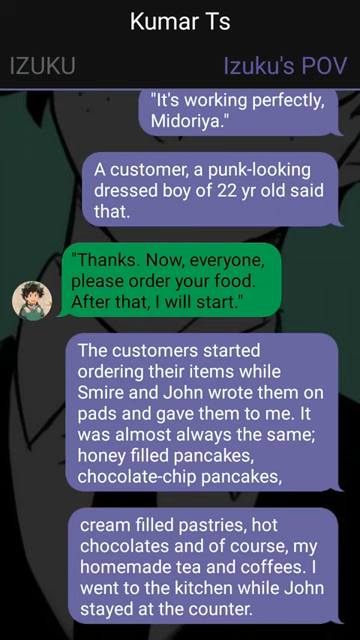 Kumar Ts
IZUKU
Izuku's POV
"It's working perfectly,
Midoriya."
A customer, a punk-looking
dressed boy of 22 yr old said
that.
"Thanks. Now, everyone,
please order your food.
After that, I will start."
The customers started
ordering their items while
Smire and John wrote them on
pads and gave them to me. It
was almost always the same;
honey filled pancakes,
chocolate-chip pancakes,
cream filled pastries, hot
chocolates and of course, my
homemade tea and coffees. I
went to the kitchen while John
stayed at the counter.